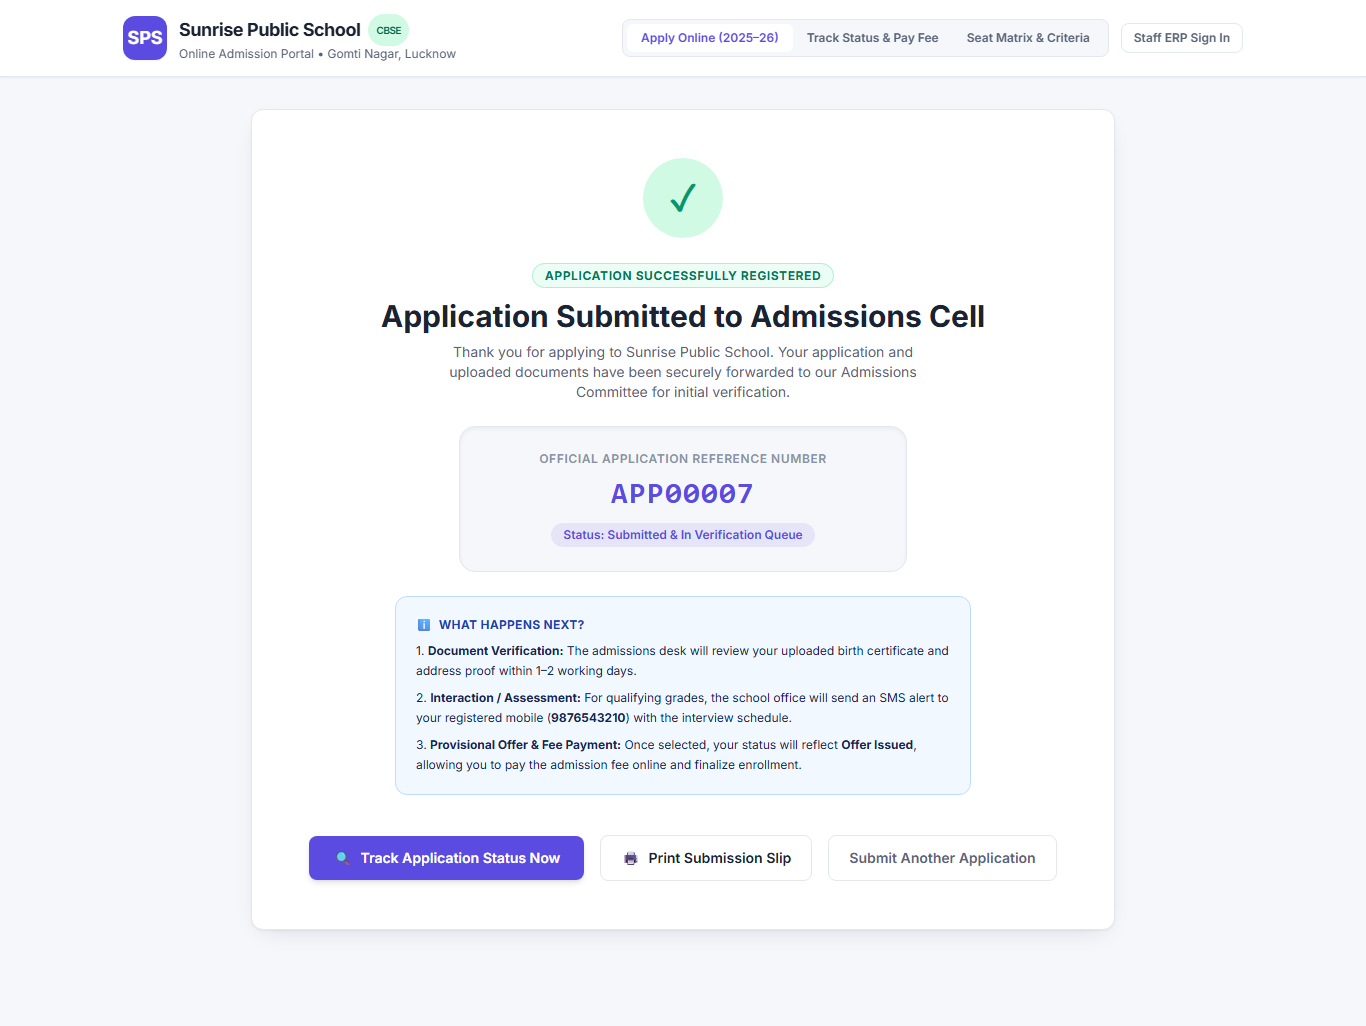 SPS
Sunrise Public School CBSE
Online Admission Portal • Gomti Nagar, Lucknow
Apply Online (2025–26)
Track Status & Pay Fee
Seat Matrix & Criteria
Staff ERP Sign In
APPLICATION SUCCESSFULLY REGISTERED
Application Submitted to Admissions Cell
Thank you for applying to Sunrise Public School. Your application and
uploaded documents have been securely forwarded to our Admissions
Committee for initial verification.
OFFICIAL APPLICATION REFERENCE NUMBER
APP00007
Status: Submitted & In Verification Queue
WHAT HAPPENS NEXT?
1. Document Verification: The admissions desk will review your uploaded birth certificate and
address proof within 1–2 working days.
2. Interaction / Assessment: For qualifying grades, the school office will send an SMS alert to
your registered mobile (9876543210) with the interview schedule.
3. Provisional Offer & Fee Payment: Once selected, your status will reflect Offer Issued,
allowing you to pay the admission fee online and finalize enrollment.
Track Application Status Now
Print Submission Slip
Submit Another Application